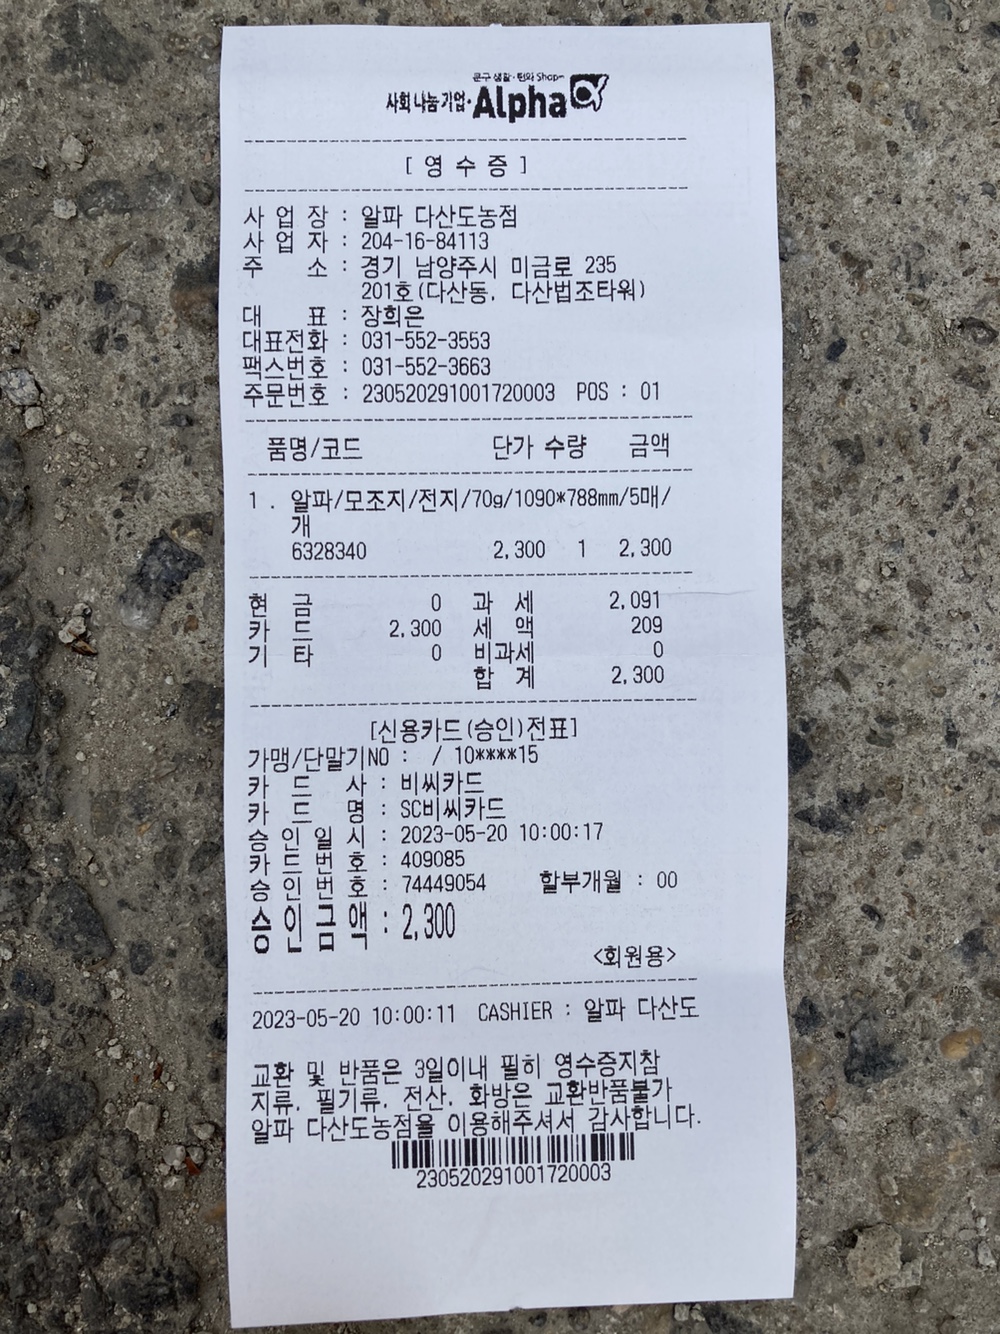 문구 생활·편의 Shop~
사회 나눔 기업·Alpha
[ 영 수 증 ]
사 업 장 : 알파 다산도농점
사 업 자 : 204-16-84113
주 소 : 경기 남양주시 미금로 235
201호(다산동, 다산법조타워)
대 표 : 장희은
대표전화 : 031-552-3553
팩스번호 : 031-552-3663
주문번호 : 230520291001720003 POS : 01
품명/코드 단가 수량 금액
1. 알파/모조지/전지/70g/1090*788mm/5매/
개
6328340 2,300 1 2,300
현 금 0 과 세 2,091
카 드 2,300 세 액 209
기 타 0 비과세 0
합 계 2,300
[신용카드(승인)전표]
가맹/단말기NO : / 10****15
카 드 사 : 비씨카드
카 드 명 : SC비씨카드
승 인 일 시 : 2023-05-20 10:00:17
카 드 번 호 : 409085
승 인 번 호 : 74449054 할부개월 : 00
승 인 금 액 : 2,300
<회원용>
2023-05-20 10:00:11 CASHIER : 알파 다산도
교환 및 반품은 3일이내 필히 영수증지참
지류, 필기류, 전산, 화방은 교환반품불가
알파 다산도농점을 이용해주셔서 감사합니다.
230520291001720003